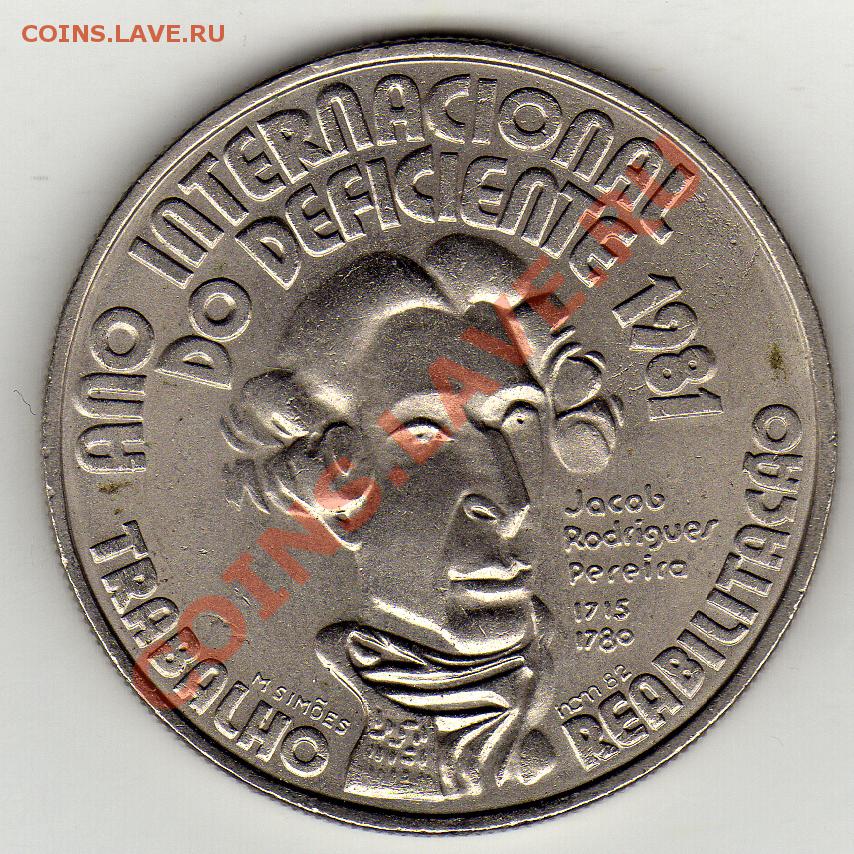 COINS.LAVE.RU
ANO INTERNACIONAL
DO DEFICIENTE 1981
Jacob
Rodrigues
Pereira
1715
1780
TRABALHO
REABILITAÇÃO
M SIMÕES
82
COINS.LAVE.RU